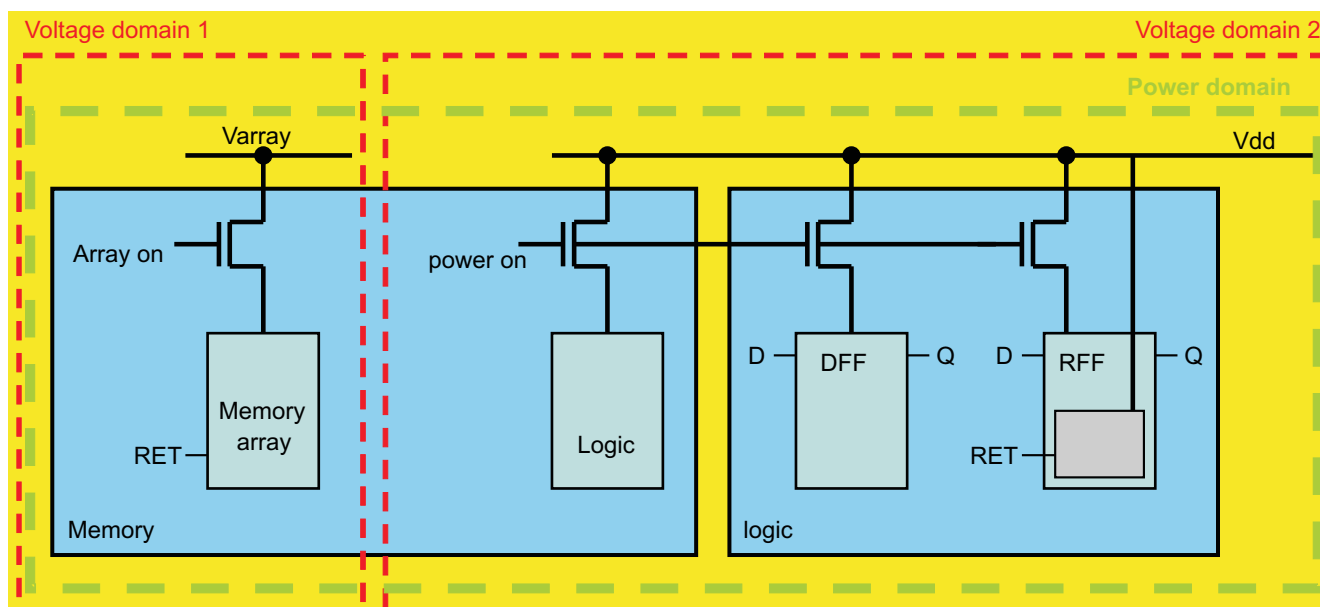 Voltage domain 1
Voltage domain 2
Power domain
Varray
Vdd
Array on
power on
D
DFF
Q
D
RFF
Q
Memory
array
Logic
RET
RET
Memory
logic